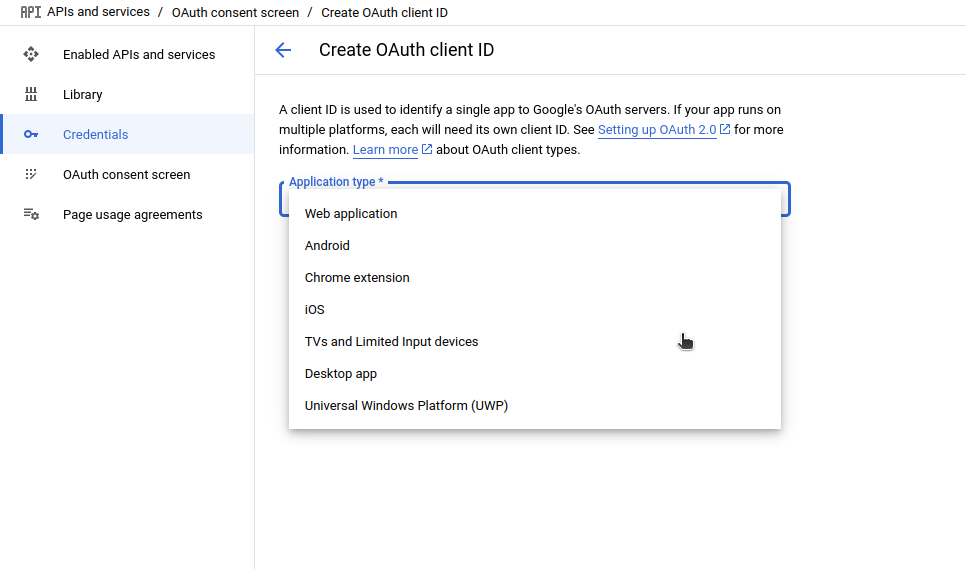 API APIs and services / OAuth consent screen / Create OAuth client ID
Enabled APIs and services
Library
Credentials
OAuth consent screen
Page usage agreements
Create OAuth client ID
A client ID is used to identify a single app to Google's OAuth servers. If your app runs on
multiple platforms, each will need its own client ID. See Setting up OAuth 2.0 for more
information. Learn more about OAuth client types.
Application type *
Web application
Android
Chrome extension
iOS
TVs and Limited Input devices
Desktop app
Universal Windows Platform (UWP)